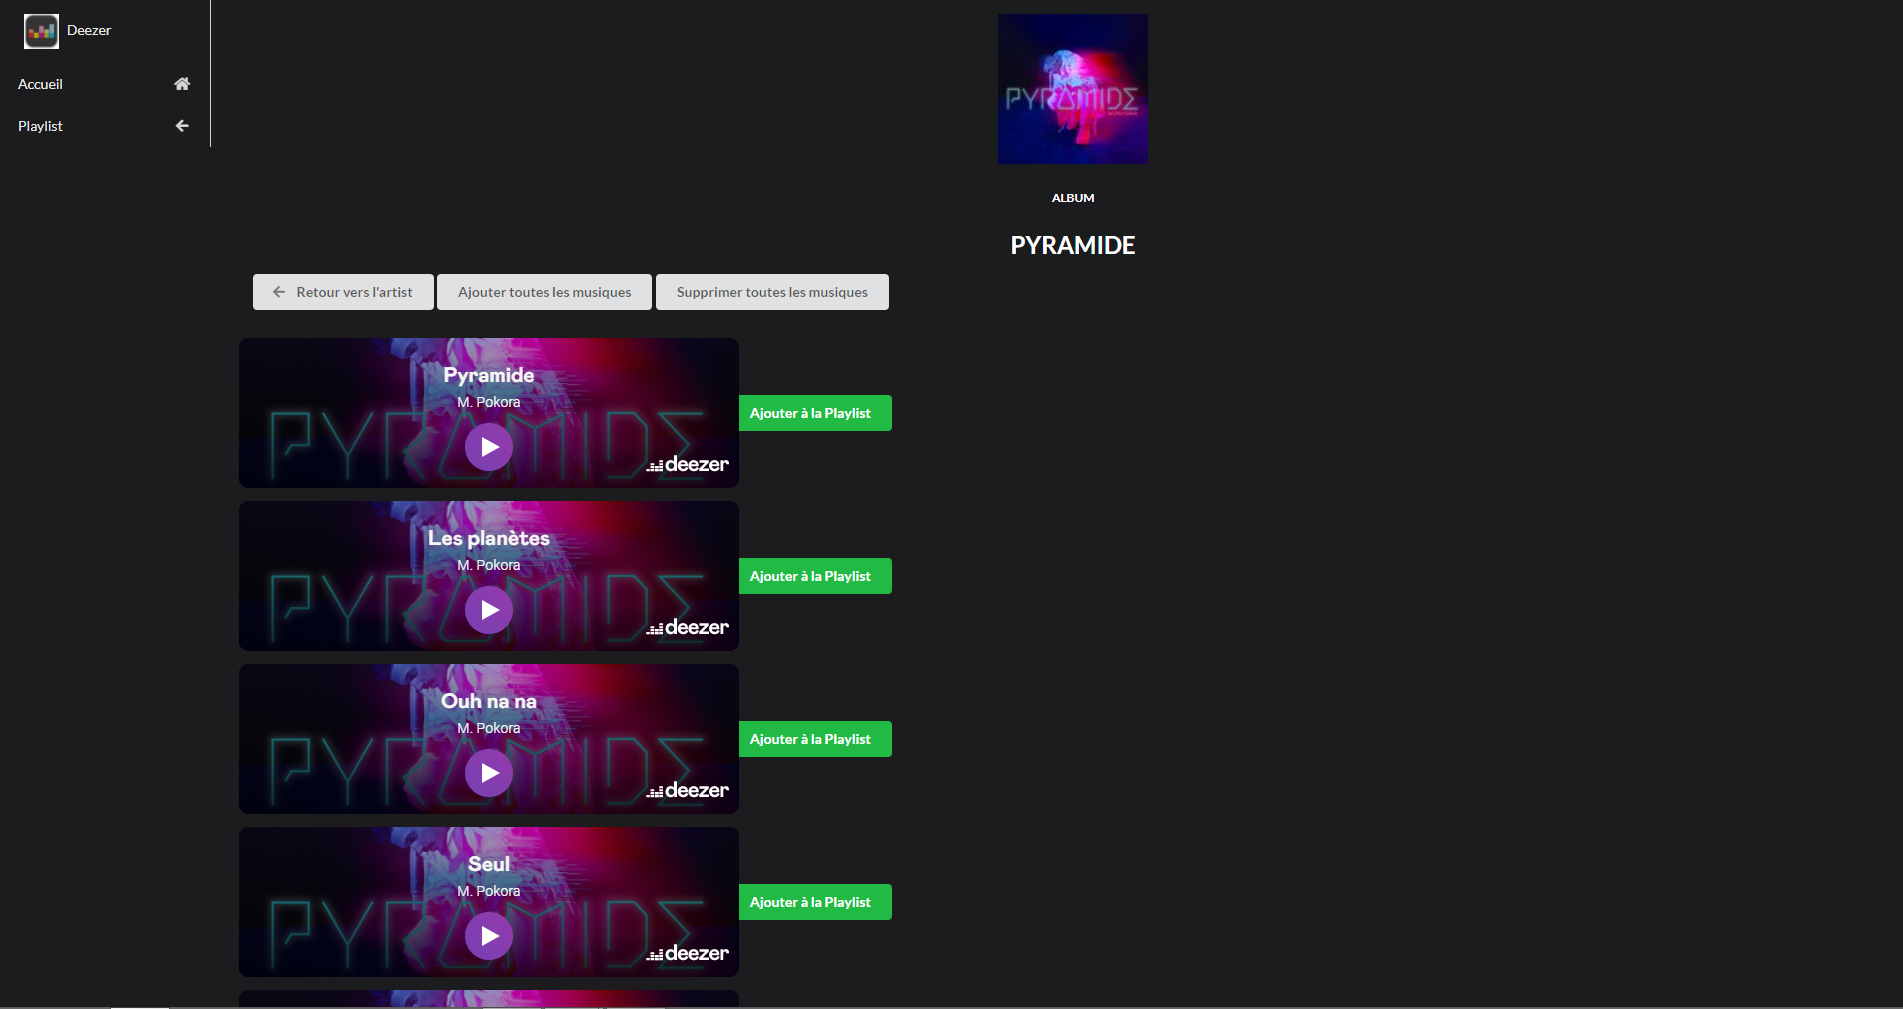 Deezer
Accueil
Playlist
PYRAMIDE
ALBUM
PYRAMIDE
Retour vers l'artist
Ajouter toutes les musiques
Supprimer toutes les musiques
Pyramide
M. Pokora
PYRAMIDE
deezer
Ajouter à la Playlist
Les planètes
M. Pokora
PYRAMIDE
deezer
Ajouter à la Playlist
Ouh na na
M. Pokora
PYRAMIDE
deezer
Ajouter à la Playlist
Seul
M. Pokora
PYRAMIDE
deezer
Ajouter à la Playlist